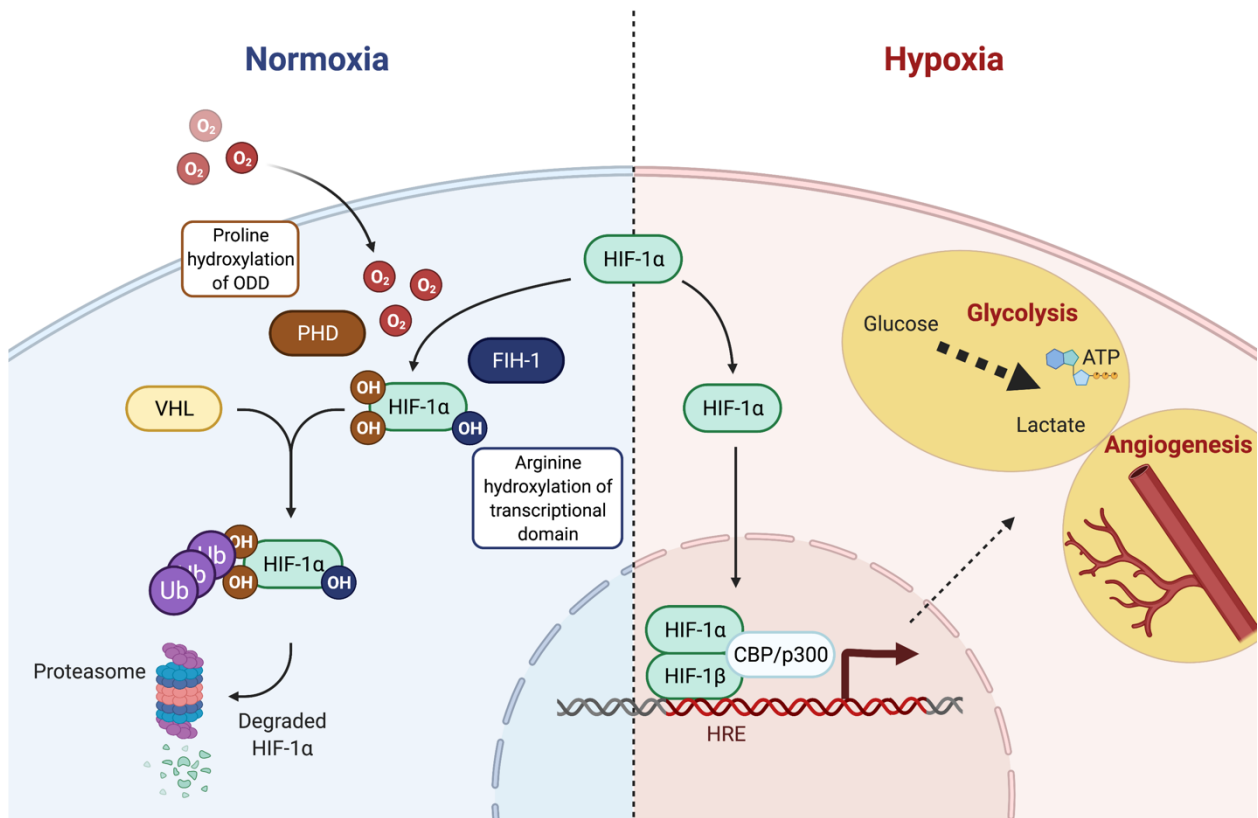 Normoxia
Hypoxia
O2
O2
O2
Proline
hydroxylation
of ODD
O2
O2
O2
PHD
FIH-1
HIF-1α
VHL
OH
OH
HIF-1α
OH
Arginine
hydroxylation of
transcriptional
domain
Ub
Ub
Ub
OH
OH
HIF-1α
OH
Proteasome
Degraded
HIF-1α
HIF-1α
HIF-1α
HIF-1β
CBP/p300
HRE
Glycolysis
Glucose
ATP
Lactate
Angiogenesis